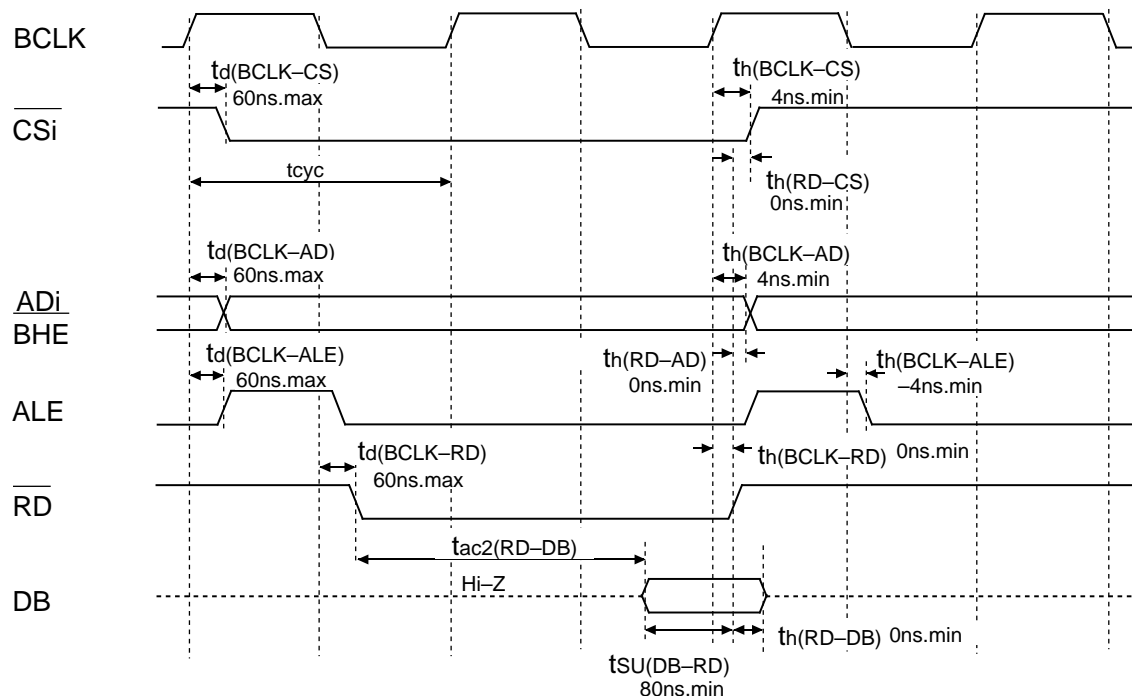 BCLK
td(BCLK–CS)
60ns.max
th(BCLK–CS)
4ns.min
CSi
tcyc
th(RD–CS)
0ns.min
td(BCLK–AD)
60ns.max
th(BCLK–AD)
4ns.min
ADi
BHE
td(BCLK–ALE)
60ns.max
th(RD–AD)
0ns.min
th(BCLK–ALE)
–4ns.min
ALE
td(BCLK–RD)
60ns.max
th(BCLK–RD) 0ns.min
RD
tac2(RD–DB)
Hi–Z
DB
th(RD–DB) 0ns.min
tSU(DB–RD)
80ns.min